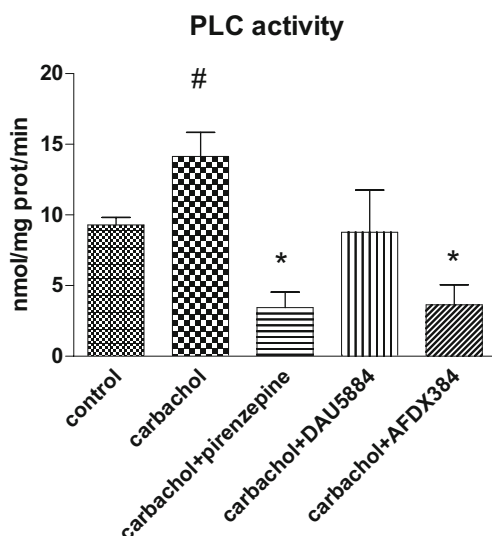 PLC activity
nmol/mg prot/min
20
15
10
5
0
#
*
*
control
carbachol
carbachol+pirenzepine
carbachol+DAU5884
carbachol+AFDX384